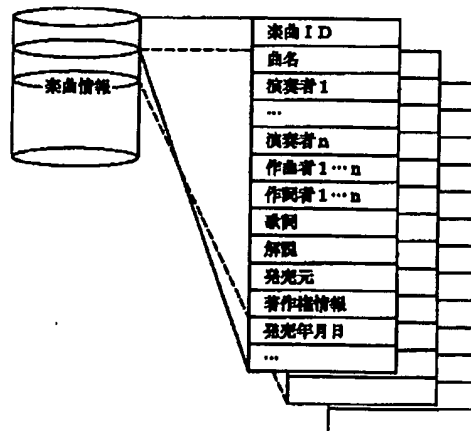 楽曲情報
楽曲ID
曲名
演奏者1
…
演奏者n
作曲者1…n
作詞者1…n
歌詞
解説
発売元
著作権情報
発売年月日
…